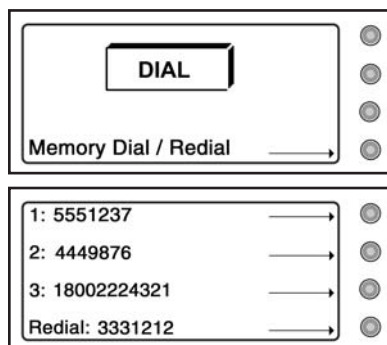 DIAL
Memory Dial / Redial
1: 5551237
2: 4449876
3: 18002224321
Redial: 3331212